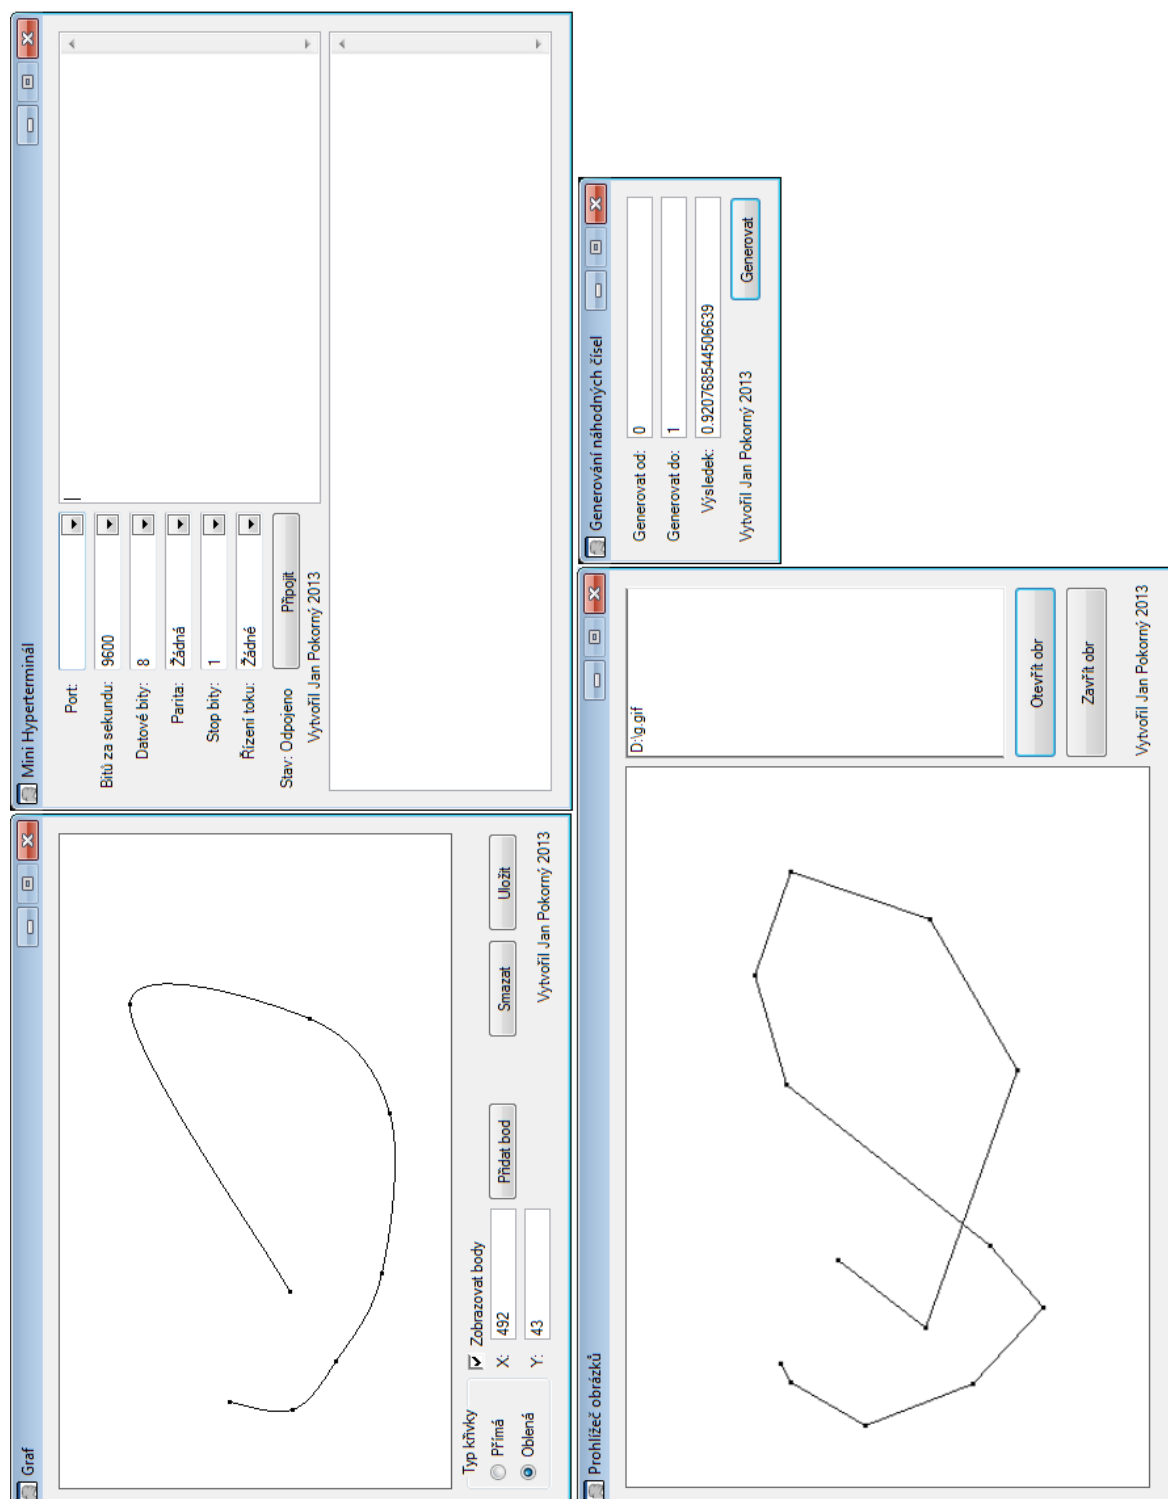 Graf
Typ křivky
Přímá
Oblená
Zobrazovat body
X: 492
Y: 43
Přidat bod
Smazat
Uložit
Vytvořil Jan Pokorný 2013
Mini Hyperterminál
Port:
Bitů za sekundu: 9600
Datové bity: 8
Parita: Žádná
Stop bity: 1
Řízení toku: Žádné
Stav: Odpojeno
Připojit
Vytvořil Jan Pokorný 2013
Prohlížeč obrázků
D:\g.gif
Otevřít obr
Zavřít obr
Vytvořil Jan Pokorný 2013
Generování náhodných čísel
Generovat od: 0
Generovat do: 1
Výsledek: 0.920768544506639
Vytvořil Jan Pokorný 2013
Generovat